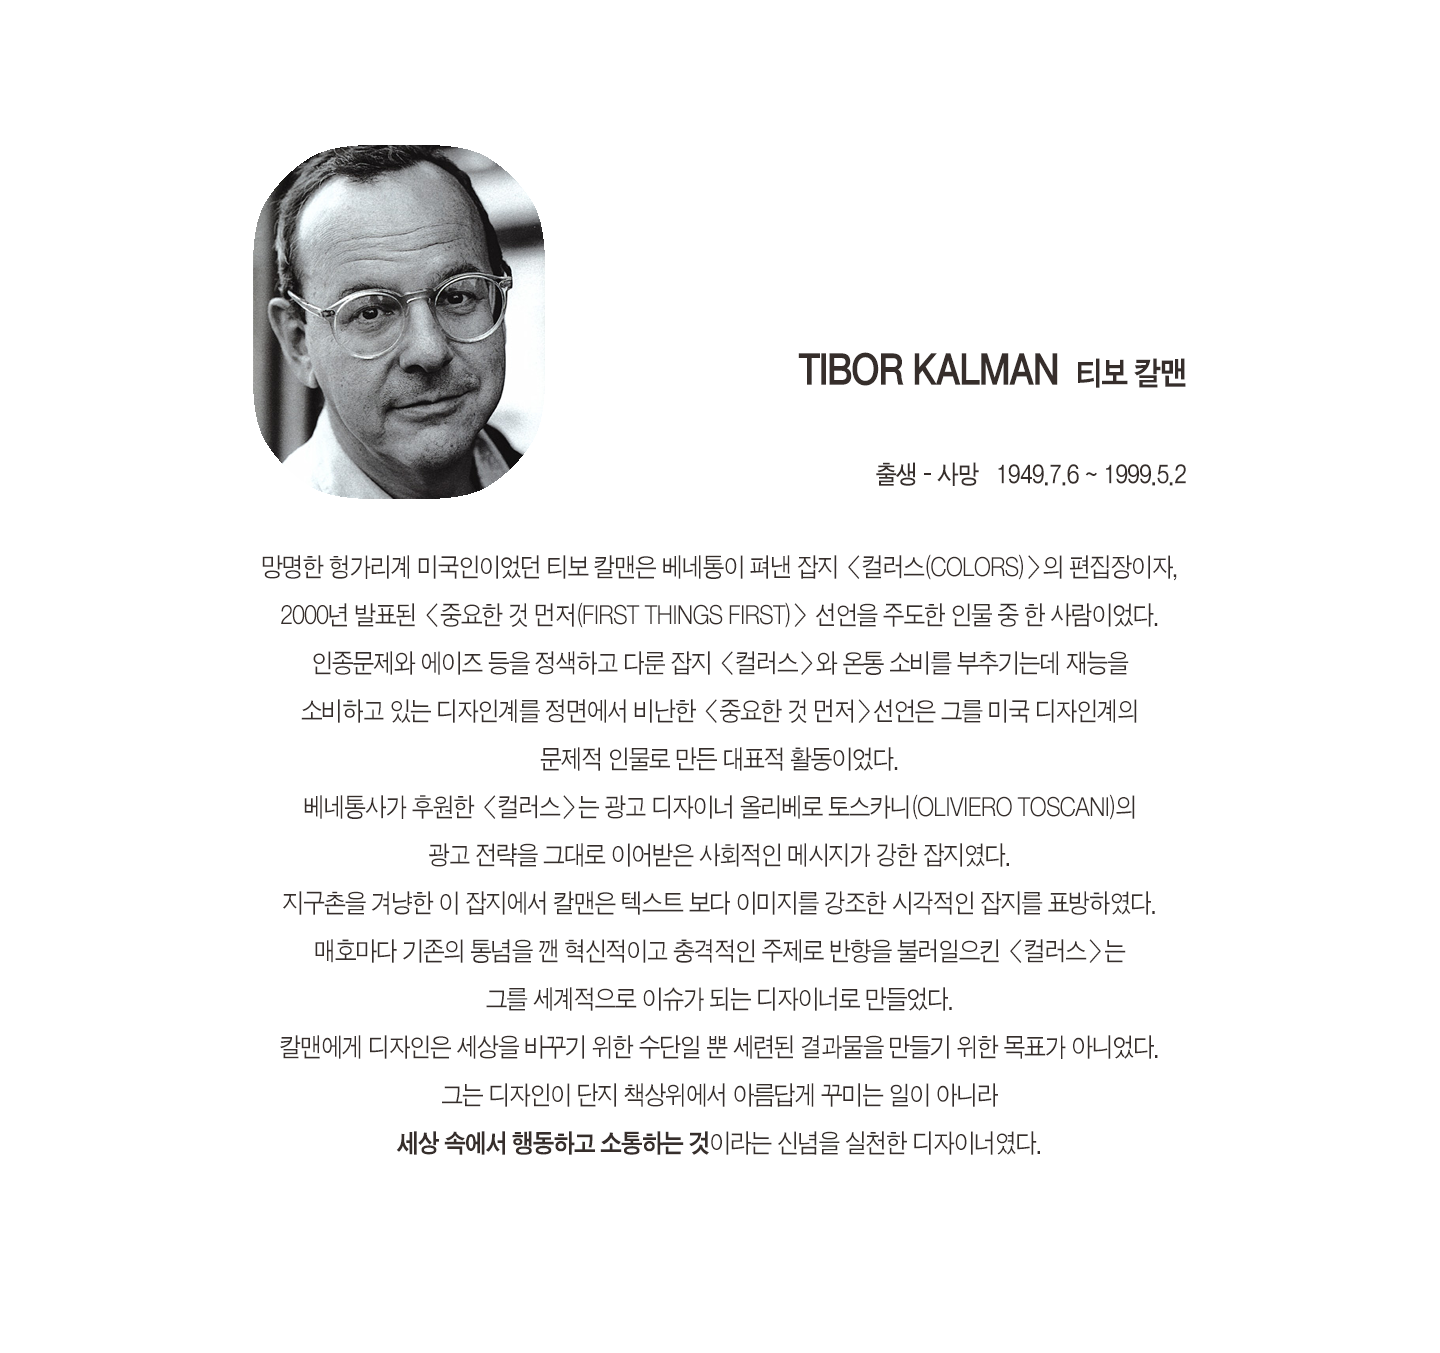 TIBOR KALMAN 티보 칼맨
출생 - 사망 1949.7.6 ~ 1999.5.2
망명한 헝가리계 미국인이었던 티보 칼맨은 베네통이 펴낸 잡지 〈컬러스(COLORS)〉의 편집장이자,
2000년 발표된 〈중요한 것 먼저(FIRST THINGS FIRST)〉 선언을 주도한 인물 중 한 사람이었다.
인종문제와 에이즈 등을 정색하고 다룬 잡지 〈컬러스〉와 온통 소비를 부추기는데 재능을
소비하고 있는 디자인계를 정면에서 비난한 〈중요한 것 먼저〉선언은 그를 미국 디자인계의
문제적 인물로 만든 대표적 활동이었다.
베네통사가 후원한 〈컬러스〉는 광고 디자이너 올리베로 토스카니(OLIVIERO TOSCANI)의
광고 전략을 그대로 이어받은 사회적인 메시지가 강한 잡지였다.
지구촌을 겨냥한 이 잡지에서 칼맨은 텍스트 보다 이미지를 강조한 시각적인 잡지를 표방하였다.
매호마다 기존의 통념을 깬 혁신적이고 충격적인 주제로 반향을 불러일으킨 〈컬러스〉는
그를 세계적으로 이슈가 되는 디자이너로 만들었다.
칼맨에게 디자인은 세상을 바꾸기 위한 수단일 뿐 세련된 결과물을 만들기 위한 목표가 아니었다.
그는 디자인이 단지 책상위에서 아름답게 꾸미는 일이 아니라
세상 속에서 행동하고 소통하는 것이라는 신념을 실천한 디자이너였다.